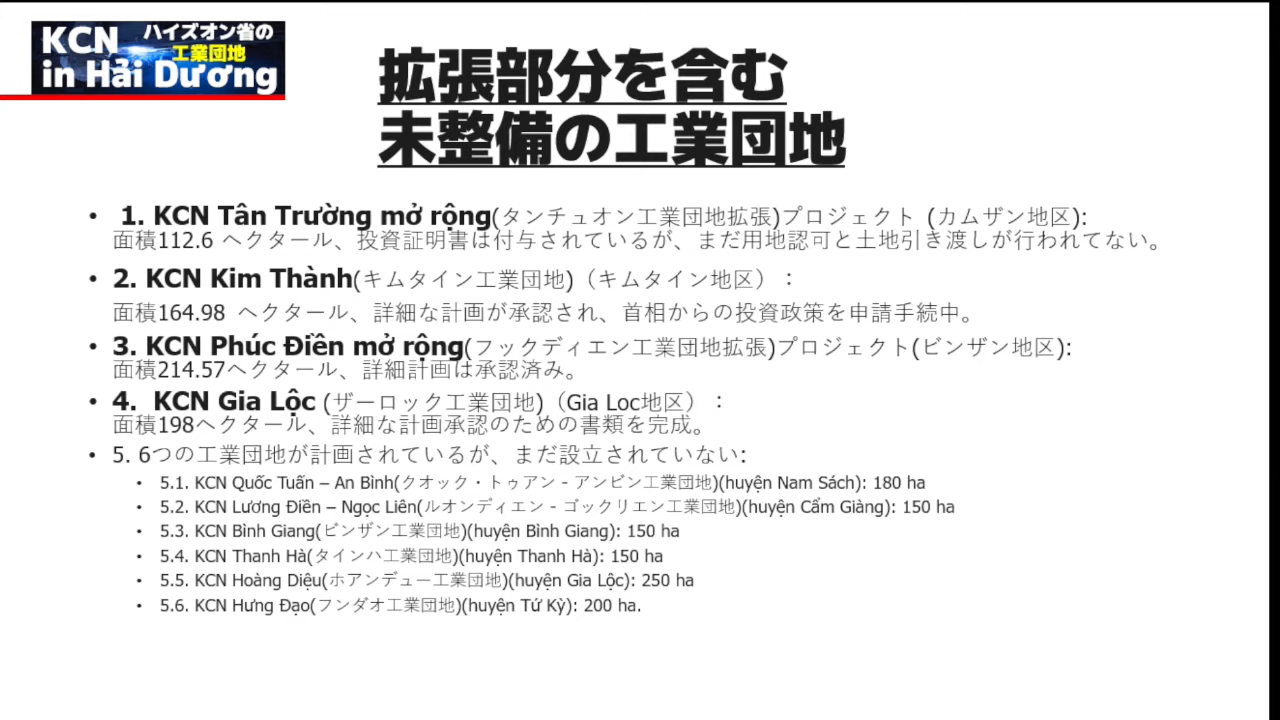 KCN ハイズオン省の
工業団地
in Hải Dương
拡張部分を含む
未整備の工業団地
• 1. KCN Tân Trường mở rộng(タンチュオン工業団地拡張)プロジェクト (カムザン地区):
面積112.6 ヘクタール、投資証明書は付与されているが、まだ用地認可と土地引き渡しが行われてない。
• 2. KCN Kim Thành(キムタイン工業団地)（キムタイン地区）：
面積164.98 ヘクタール、詳細な計画が承認され、首相からの投資政策を申請手続中。
• 3. KCN Phúc Điền mở rộng(フックディエン工業団地拡張)プロジェクト(ビンザン地区):
面積214.57ヘクタール、詳細計画は承認済み。
• 4. KCN Gia Lộc (ザーロック工業団地)（Gia Loc地区）：
面積198ヘクタール、詳細な計画承認のための書類を完成。
• 5. 6つの工業団地が計画されているが、まだ設立されていない:
• 5.1. KCN Quốc Tuấn – An Bình(クオック・トゥアン - アンビン工業団地)(huyện Nam Sách): 180 ha
• 5.2. KCN Lương Điền – Ngọc Liên(ルオンディエン - ゴックリエン工業団地)(huyện Cẩm Giàng): 150 ha
• 5.3. KCN Bình Giang(ビンザン工業団地)(huyện Bình Giang): 150 ha
• 5.4. KCN Thanh Hà(タインハ工業団地)(huyện Thanh Hà): 150 ha
• 5.5. KCN Hoàng Diệu(ホアンデュー工業団地)(huyện Gia Lộc): 250 ha
• 5.6. KCN Hưng Đạo(フンダオ工業団地)(huyện Tứ Kỳ): 200 ha.